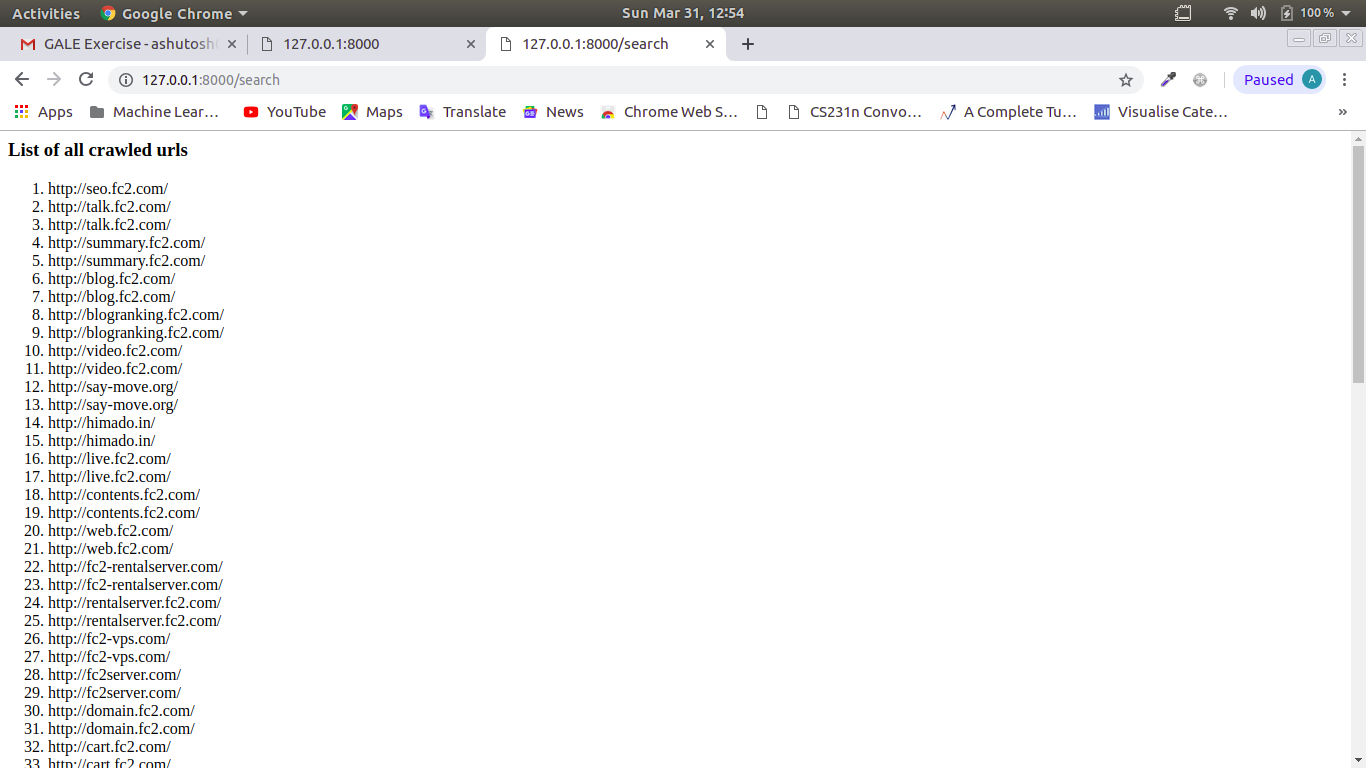 Activities Google Chrome Sun Mar 31, 12:54 100 %
GALE Exercise - ashutosh 127.0.0.1:8000 127.0.0.1:8000/search
127.0.0.1:8000/search Paused A
Apps Machine Lear… YouTube Maps Translate News Chrome Web S… CS231n Convo… A Complete Tu… Visualise Cate… »
List of all crawled urls
1. http://seo.fc2.com/
2. http://talk.fc2.com/
3. http://talk.fc2.com/
4. http://summary.fc2.com/
5. http://summary.fc2.com/
6. http://blog.fc2.com/
7. http://blog.fc2.com/
8. http://blogranking.fc2.com/
9. http://blogranking.fc2.com/
10. http://video.fc2.com/
11. http://video.fc2.com/
12. http://say-move.org/
13. http://say-move.org/
14. http://himado.in/
15. http://himado.in/
16. http://live.fc2.com/
17. http://live.fc2.com/
18. http://contents.fc2.com/
19. http://contents.fc2.com/
20. http://web.fc2.com/
21. http://web.fc2.com/
22. http://fc2-rentalserver.com/
23. http://fc2-rentalserver.com/
24. http://rentalserver.fc2.com/
25. http://rentalserver.fc2.com/
26. http://fc2-vps.com/
27. http://fc2-vps.com/
28. http://fc2server.com/
29. http://fc2server.com/
30. http://domain.fc2.com/
31. http://domain.fc2.com/
32. http://cart.fc2.com/
33. http://cart.fc2.com/